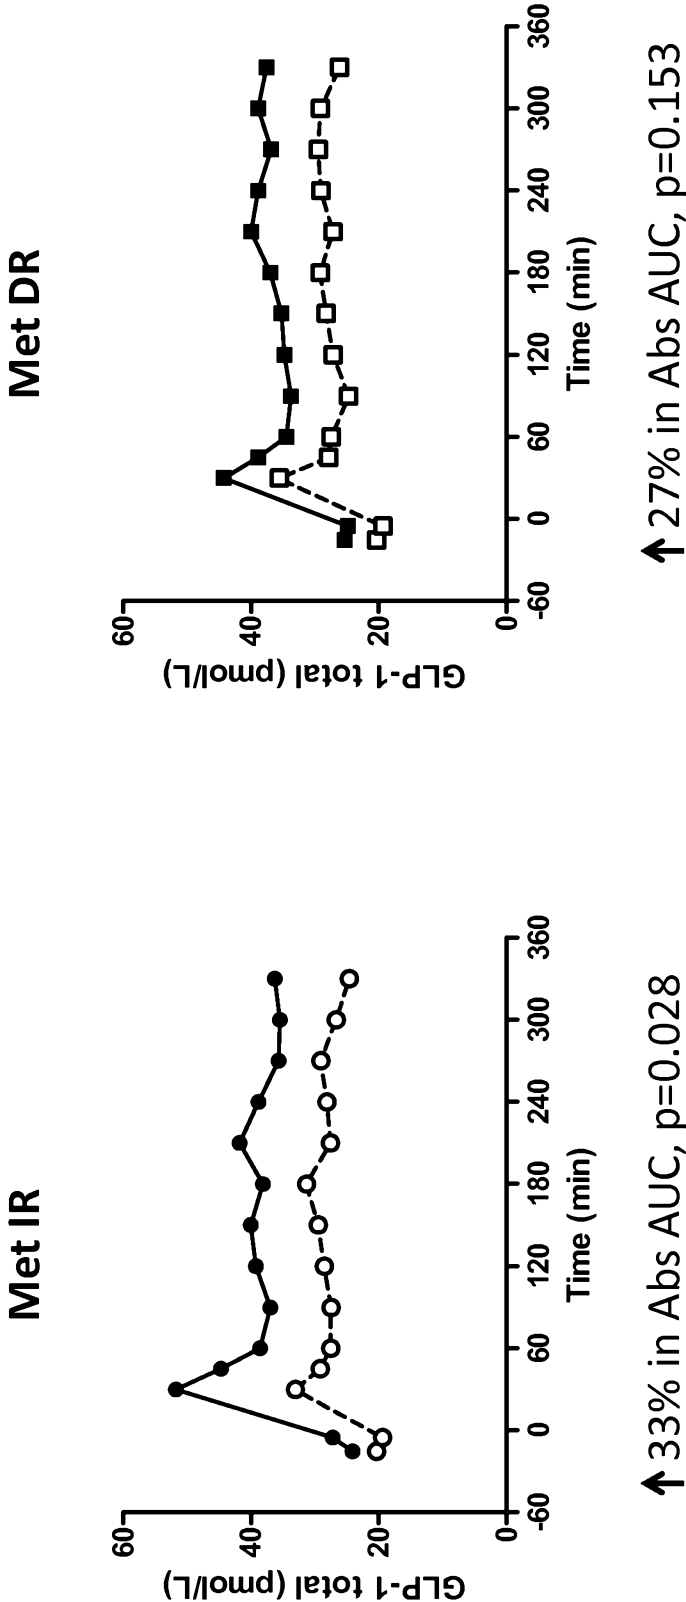 Met IR
GLP-1 total (pmol/L)
60
40
20
0
-60 0 60 120 180 240 300 360
Time (min)
↑ 33% in Abs AUC, p=0.028
Met DR
GLP-1 total (pmol/L)
60
40
20
0
-60 0 60 120 180 240 300 360
Time (min)
↑ 27% in Abs AUC, p=0.153